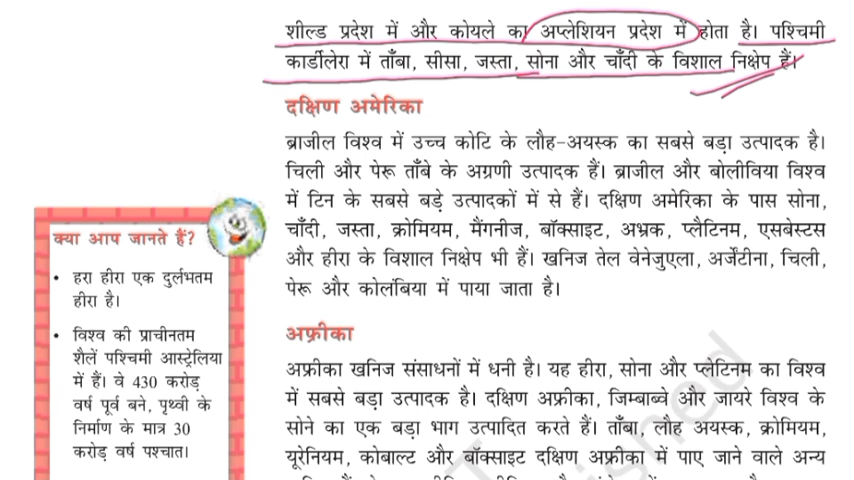 शील्ड प्रदेश में और कोयले का अप्लेशियन प्रदेश में होता है। पश्चिमी
कार्डीलेरा में ताँबा, सीसा, जस्ता, सोना और चाँदी के विशाल निक्षेप हैं।
दक्षिण अमेरिका
ब्राजील विश्व में उच्च कोटि के लौह-अयस्क का सबसे बड़ा उत्पादक है।
चिली और पेरू ताँबे के अग्रणी उत्पादक हैं। ब्राजील और बोलीविया विश्व
में टिन के सबसे बड़े उत्पादकों में से हैं। दक्षिण अमेरिका के पास सोना,
चाँदी, जस्ता, क्रोमियम, मैंगनीज, बॉक्साइट, अभ्रक, प्लैटिनम, एसबेस्टस
और हीरा के विशाल निक्षेप भी हैं। खनिज तेल वेनेजुएला, अर्जेंटीना, चिली,
पेरू और कोलंबिया में पाया जाता है।
अफ्रीका
अफ्रीका खनिज संसाधनों में धनी है। यह हीरा, सोना और प्लैटिनम का विश्व
में सबसे बड़ा उत्पादक है। दक्षिण अफ्रीका, जिम्बाब्वे और जायरे विश्व के
सोने का एक बड़ा भाग उत्पादित करते हैं। ताँबा, लौह अयस्क, क्रोमियम,
यूरेनियम, कोबाल्ट और बॉक्साइट दक्षिण अफ्रीका में पाए जाने वाले अन्य
क्या आप जानते हैं?
• हरा हीरा एक दुर्लभतम
हीरा है।
• विश्व की प्राचीनतम
शैलें पश्चिमी आस्ट्रेलिया
में हैं। वे 430 करोड़
वर्ष पूर्व बने, पृथ्वी के
निर्माण के मात्र 30
करोड़ वर्ष पश्चात।